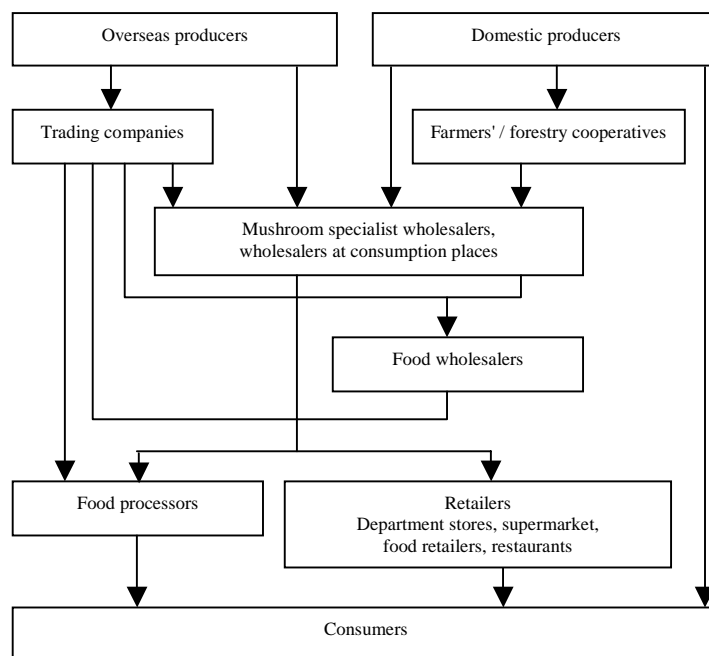 Overseas producers
Domestic producers
Trading companies
Farmers' / forestry cooperatives
Mushroom specialist wholesalers,
wholesalers at consumption places
Food wholesalers
Food processors
Retailers
Department stores, supermarket,
food retailers, restaurants
Consumers